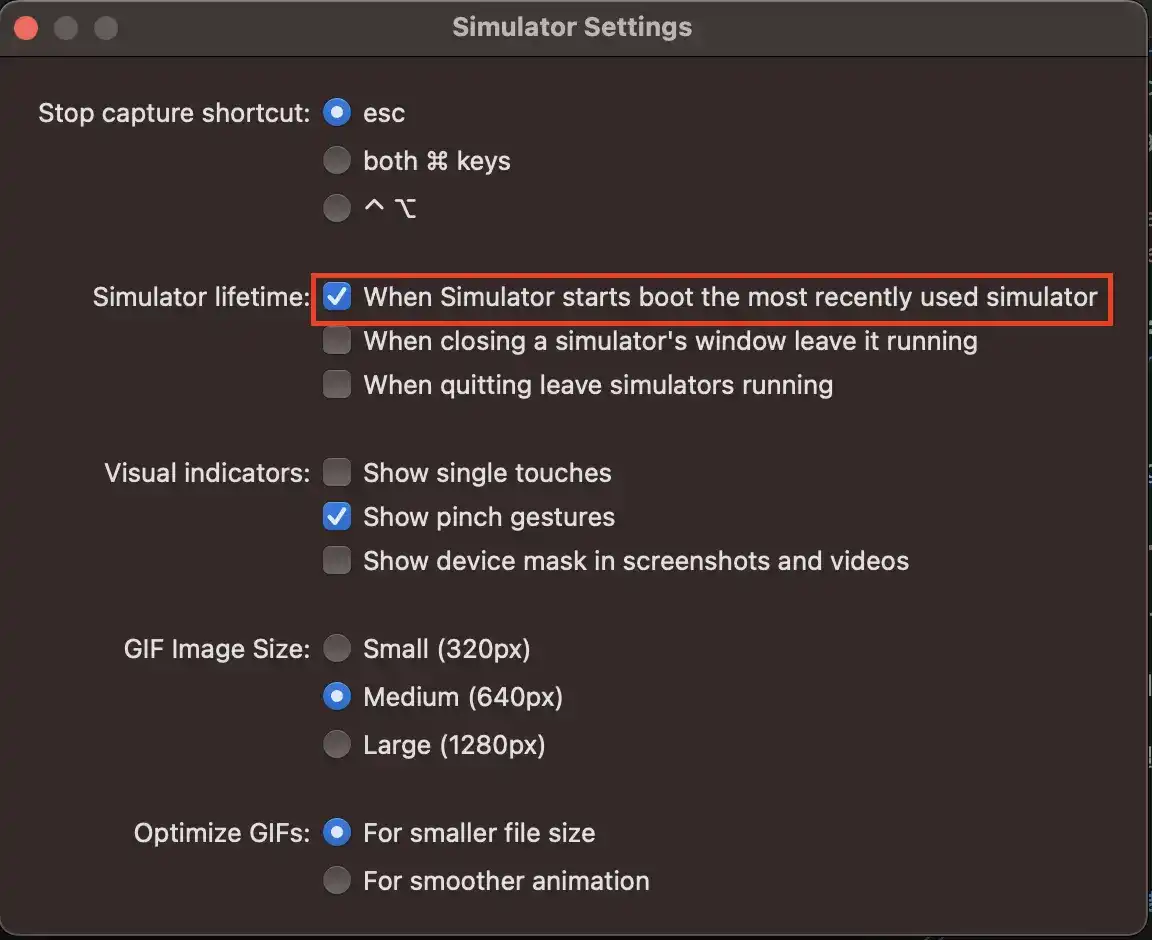 Simulator Settings
Stop capture shortcut: esc
both ⌘ keys
^ ⌥
Simulator lifetime: When Simulator starts boot the most recently used simulator
When closing a simulator's window leave it running
When quitting leave simulators running
Visual indicators: Show single touches
Show pinch gestures
Show device mask in screenshots and videos
GIF Image Size: Small (320px)
Medium (640px)
Large (1280px)
Optimize GIFs: For smaller file size
For smoother animation